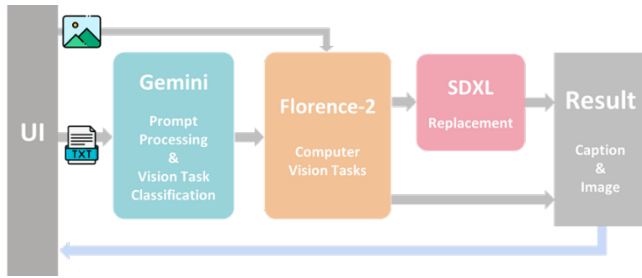 UI
TXT
Gemini
Prompt
Processing
&
Vision Task
Classification
Florence-2
Computer
Vision Tasks
SDXL
Replacement
Result
Caption
&
Image